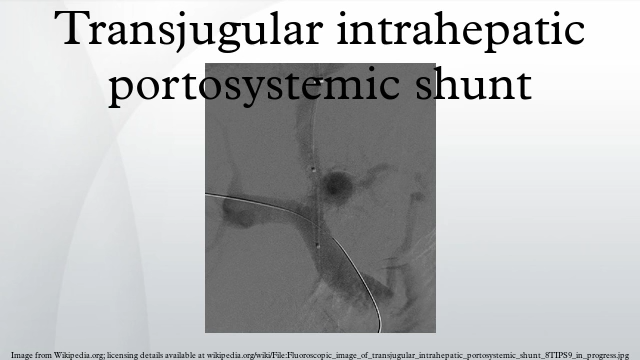 Transjugular intrahepatic
portosystemic shunt
Image from Wikipedia.org; licensing details available at wikipedia.org/wiki/File:Fluoroscopic_image_of_transjugular_intrahepatic_portosystemic_shunt_8TIPS9_in_progress.jpg